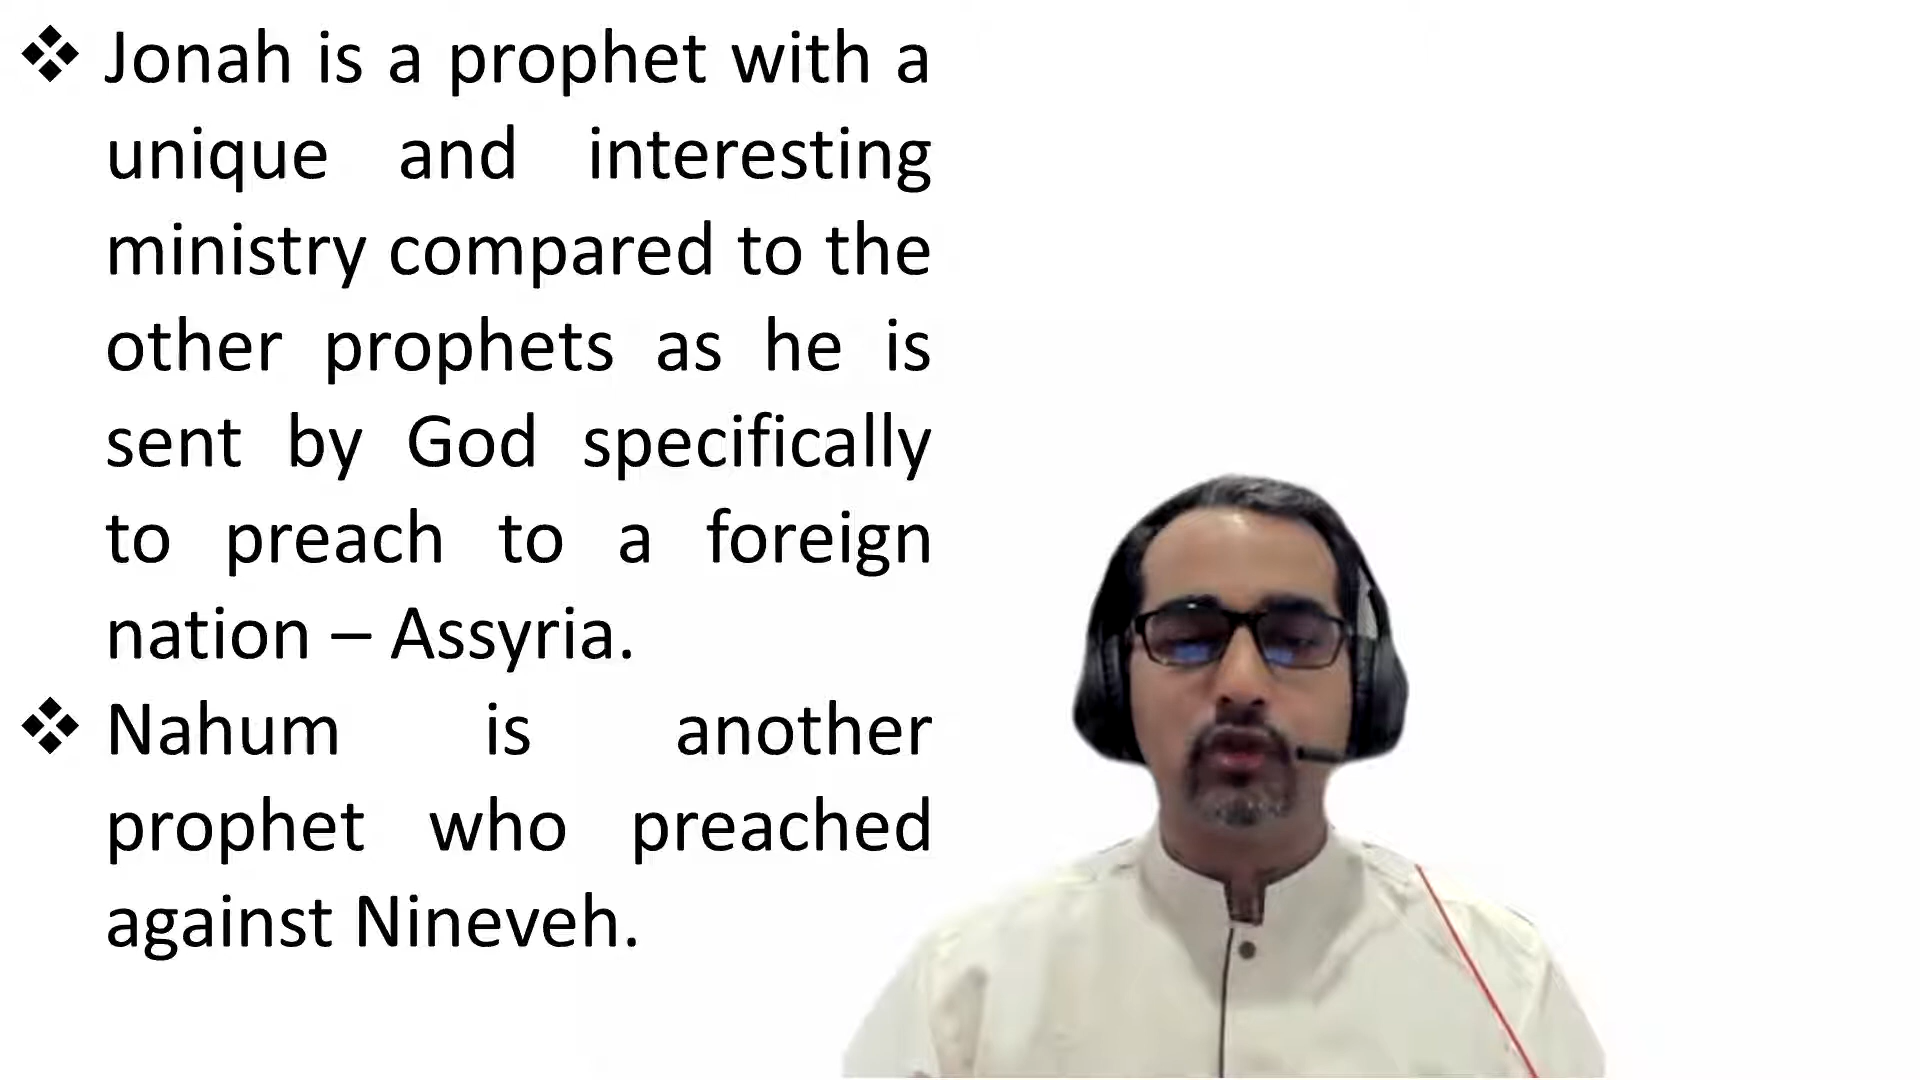 ❖ Jonah is a prophet with a
unique and interesting
ministry compared to the
other prophets as he is
sent by God specifically
to preach to a foreign
nation – Assyria.
❖ Nahum is another
prophet who preached
against Nineveh.